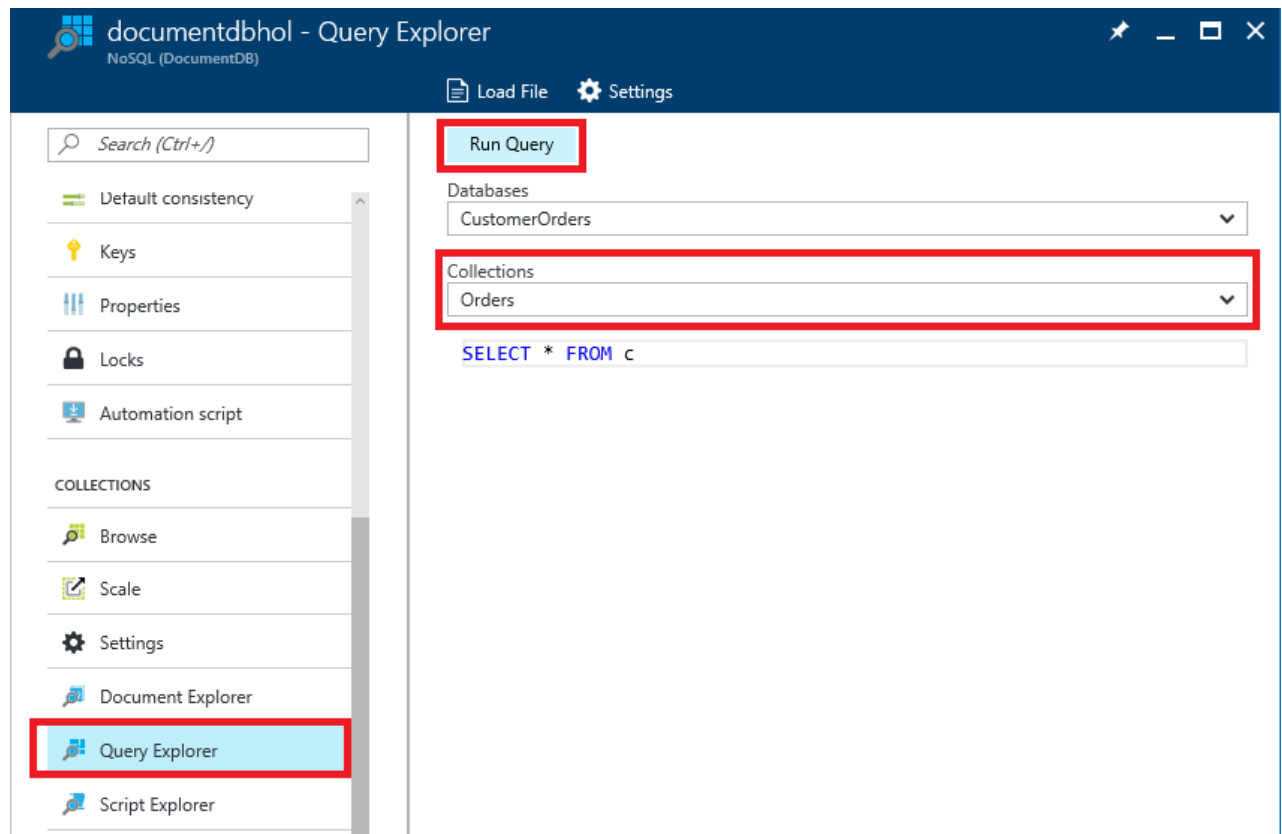 documentdbhol - Query Explorer
NoSQL (DocumentDB)
Load File Settings
Search (Ctrl+/)
Default consistency
Keys
Properties
Locks
Automation script
COLLECTIONS
Browse
Scale
Settings
Document Explorer
Query Explorer
Script Explorer
Run Query
Databases
CustomerOrders
Collections
Orders
SELECT * FROM c